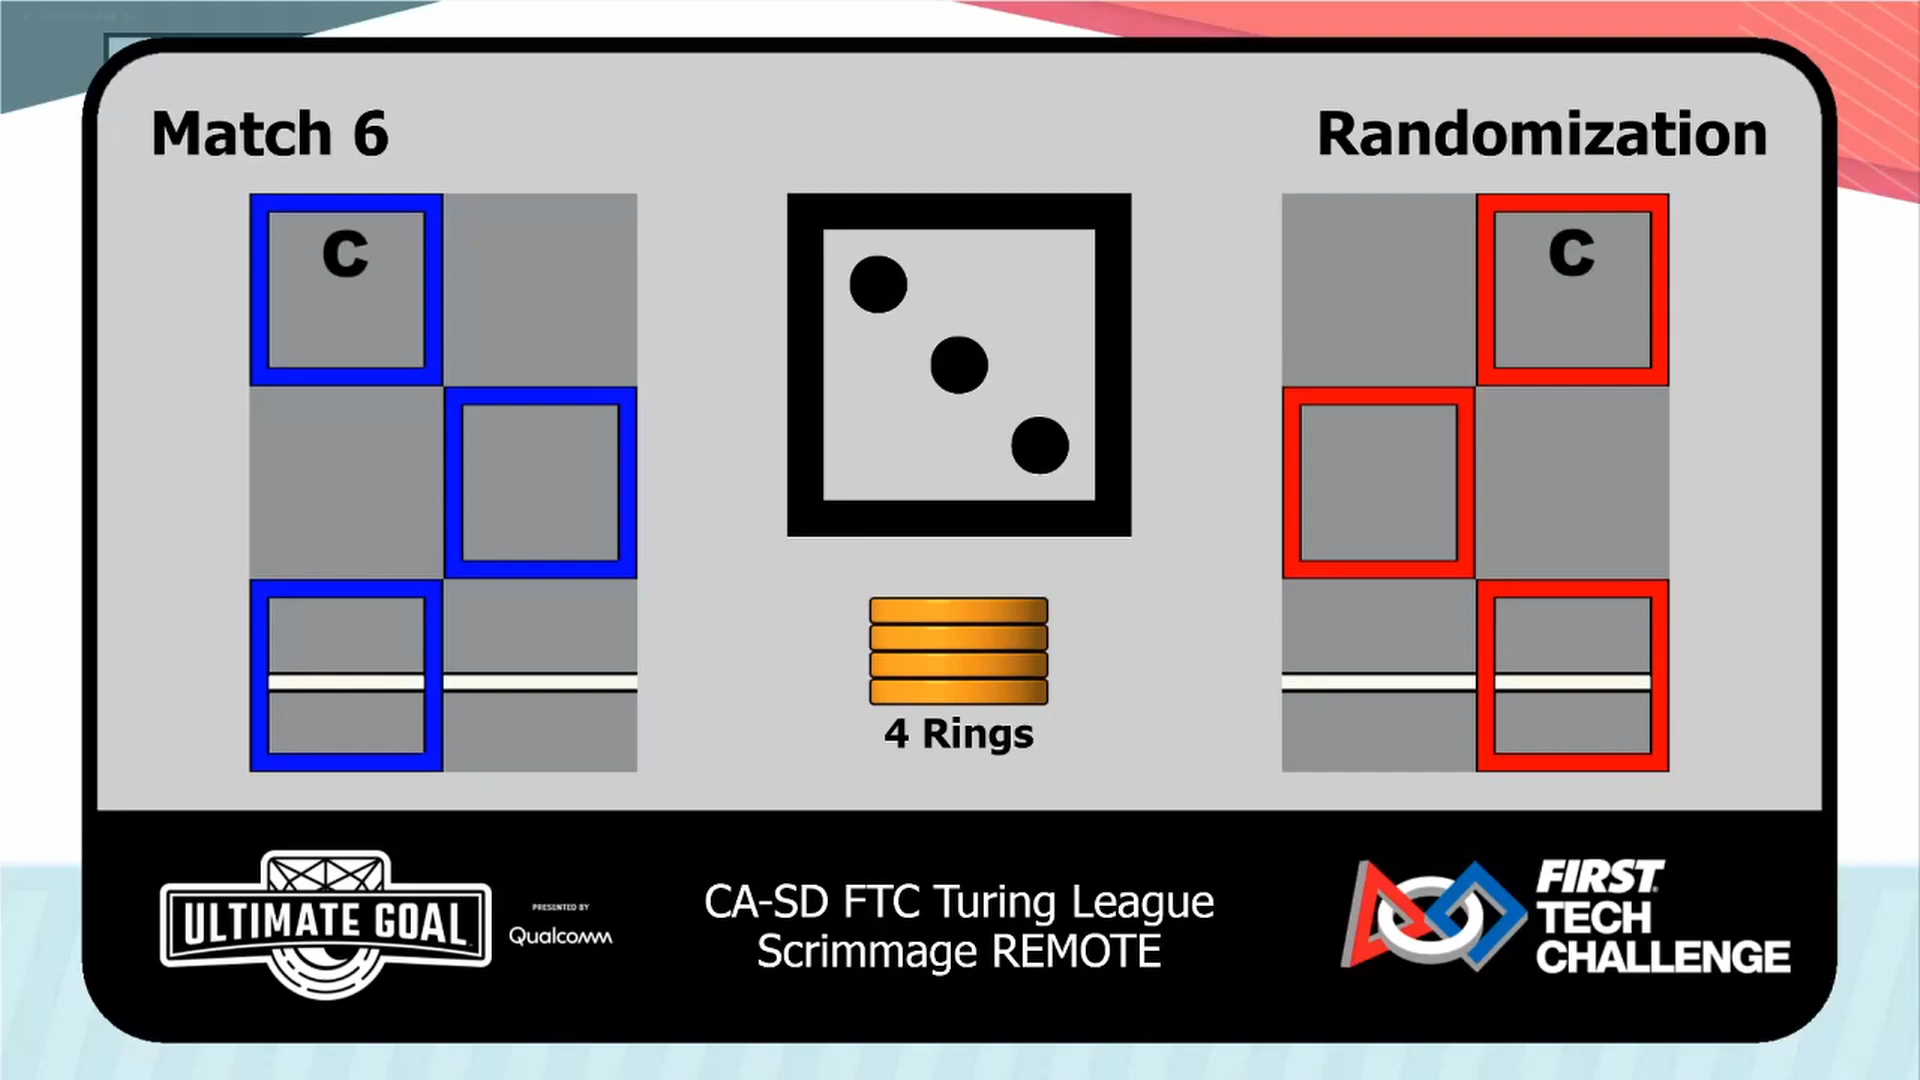 Match 6
Randomization
C
C
4 Rings
ULTIMATE GOAL
PRESENTED BY
Qualcomm
CA-SD FTC Turing League
Scrimmage REMOTE
FIRST
TECH
CHALLENGE